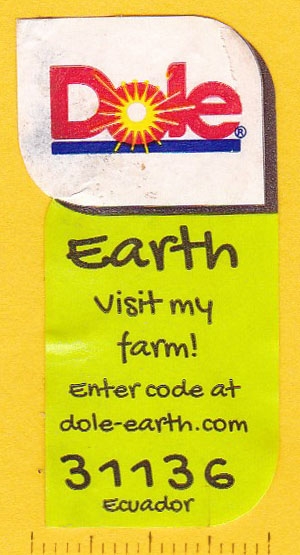 Dole®
Earth
Visit my
farm!
Enter code at
dole-earth.com
31136
Ecuador